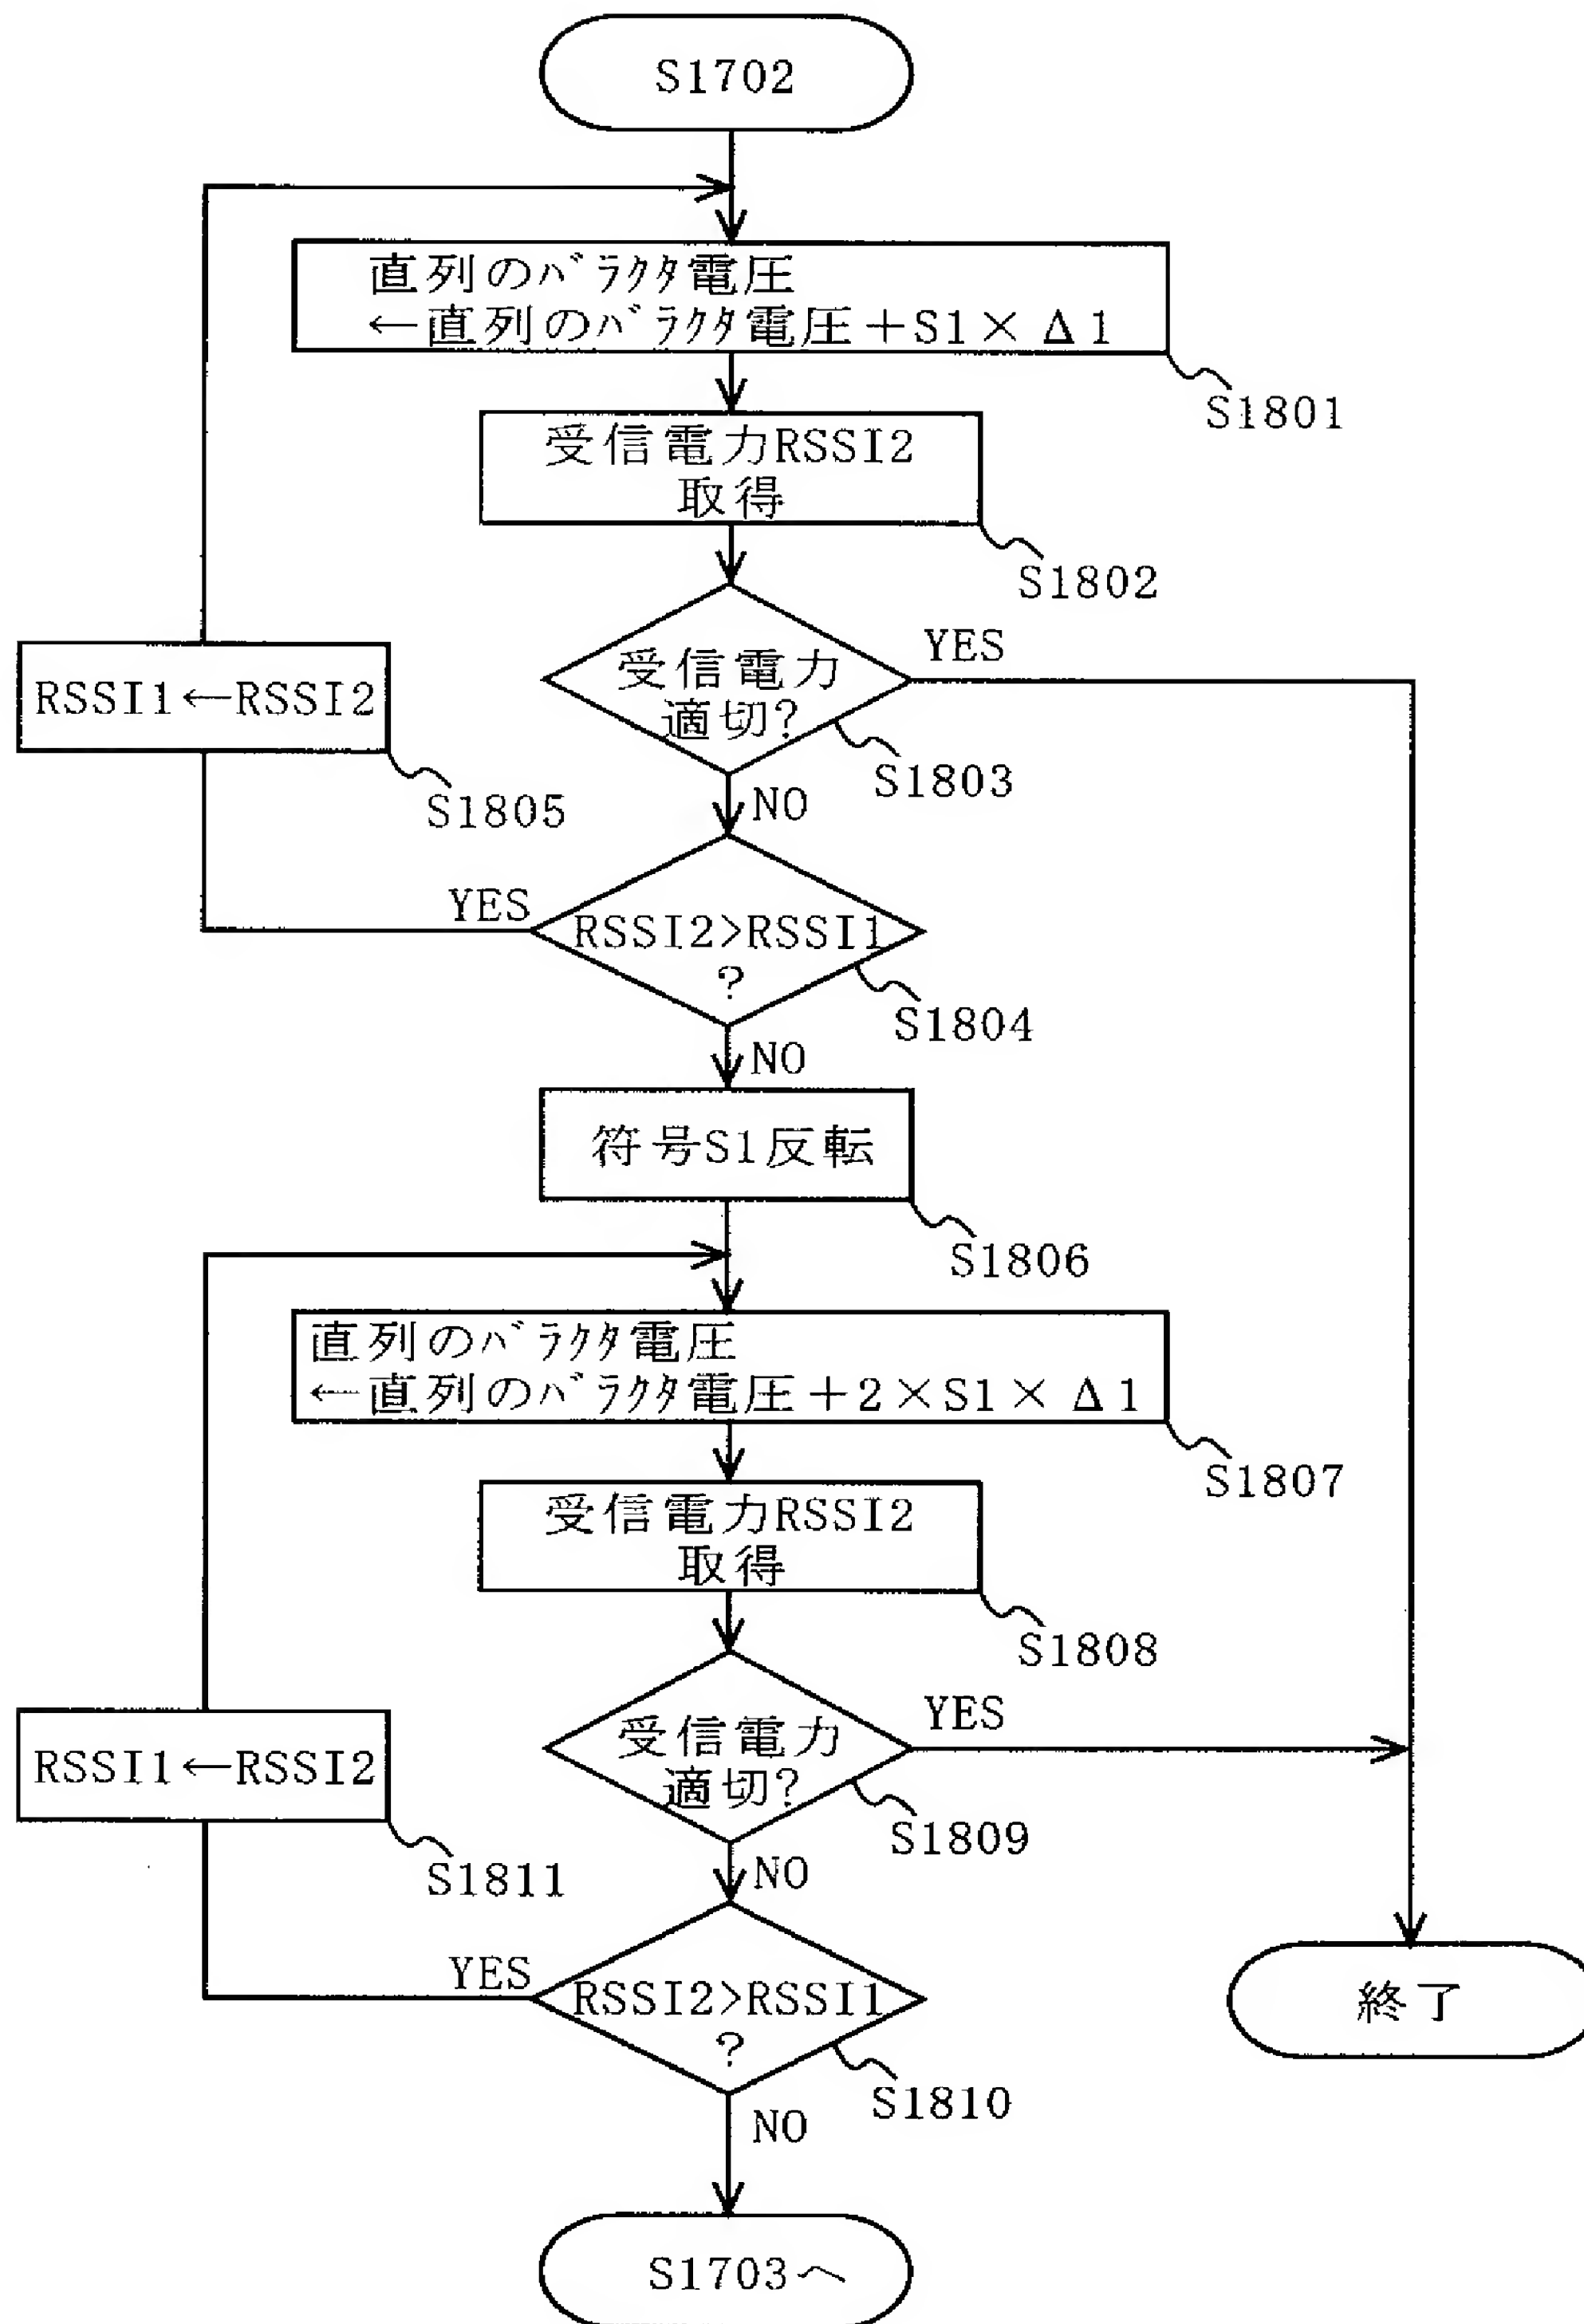 S1702
直列のバラクタ電圧
←直列のバラクタ電圧+S1×Δ1
S1801
受信電力RSSI2
取得
S1802
受信電力
適切?
YES
S1803
NO
RSSI1←RSSI2
S1805
YES
RSSI2>RSSI1
?
S1804
NO
符号S1反転
S1806
直列のバラクタ電圧
←直列のバラクタ電圧+2×S1×Δ1
S1807
受信電力RSSI2
取得
S1808
受信電力
適切?
YES
S1809
NO
RSSI1←RSSI2
S1811
YES
RSSI2>RSSI1
?
S1810
NO
終了
S1703へ